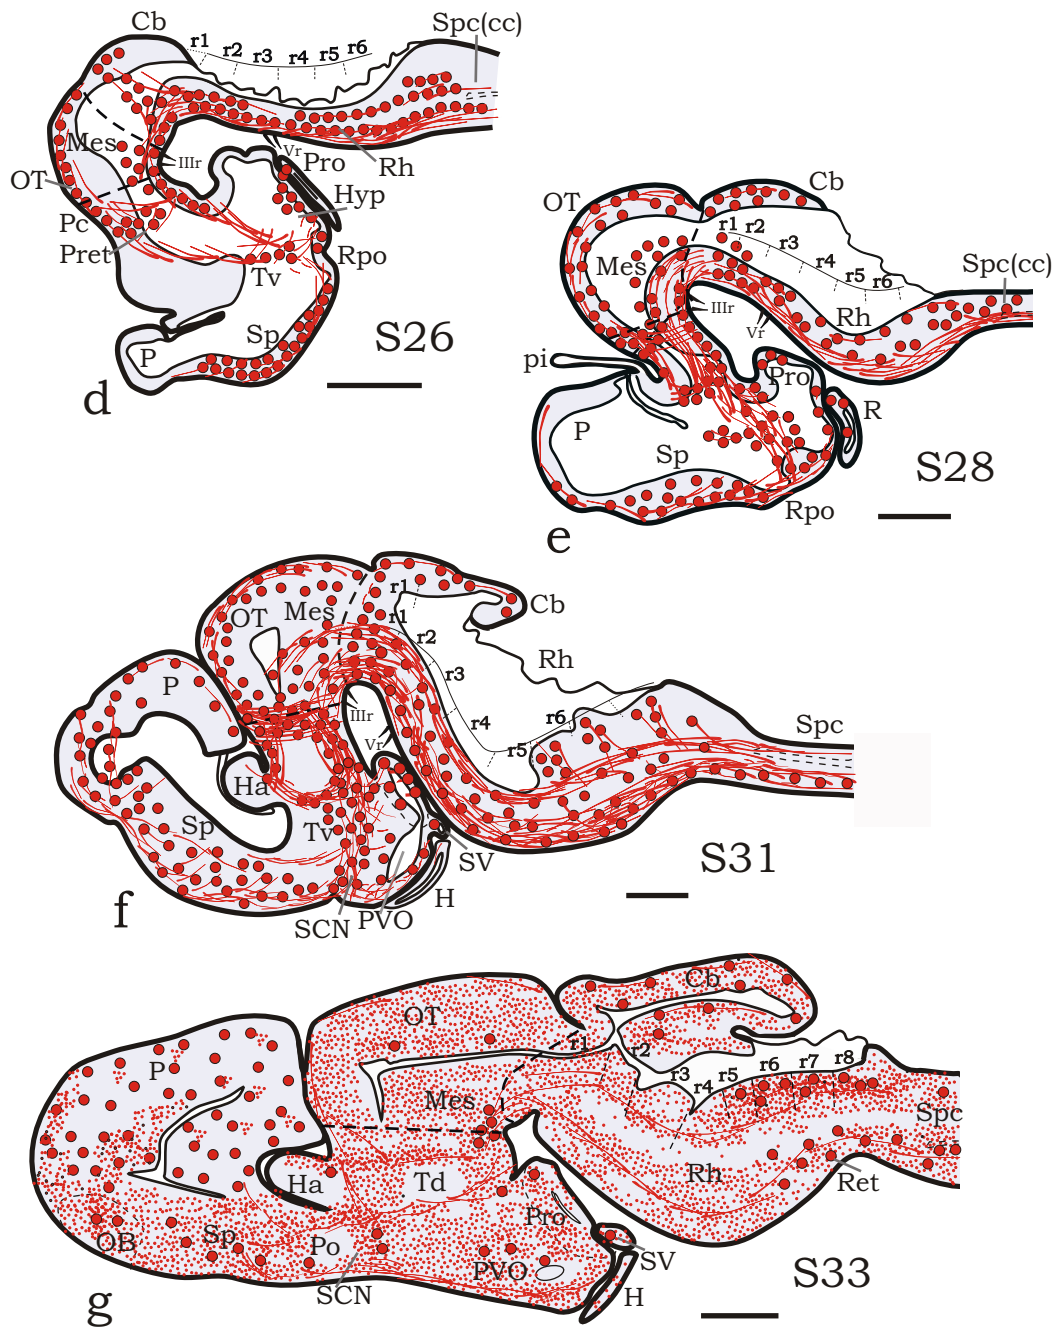 Cb
Spc(cc)
r1 r2 r3 r4 r5 r6
Mes
OT
IIIr
Vr
Pro
Rh
Hyp
Pc
Pret
Rpo
Tv
Sp
P
S26
d
OT
Cb
r1 r2 r3 r4 r5 r6
Mes
Spc(cc)
IIIr
Vr
Rh
pi
Pro
P
R
Sp
S28
Rpo
e
r1
OT
Mes
Cb
r1
r2
r3
Rh
P
r4
IIIr
r6
Vr
r5
Spc
Ha
Sp
Tv
SV
S31
H
f
SCN
PVO
Cb
OT
r1
r2
r3 r4 r5 r6 r7 r8
P
Mes
Spc
Ha
Td
Rh
Ret
Pro
OB
Sp
Po
SV
PVO
SCN
H
S33
g